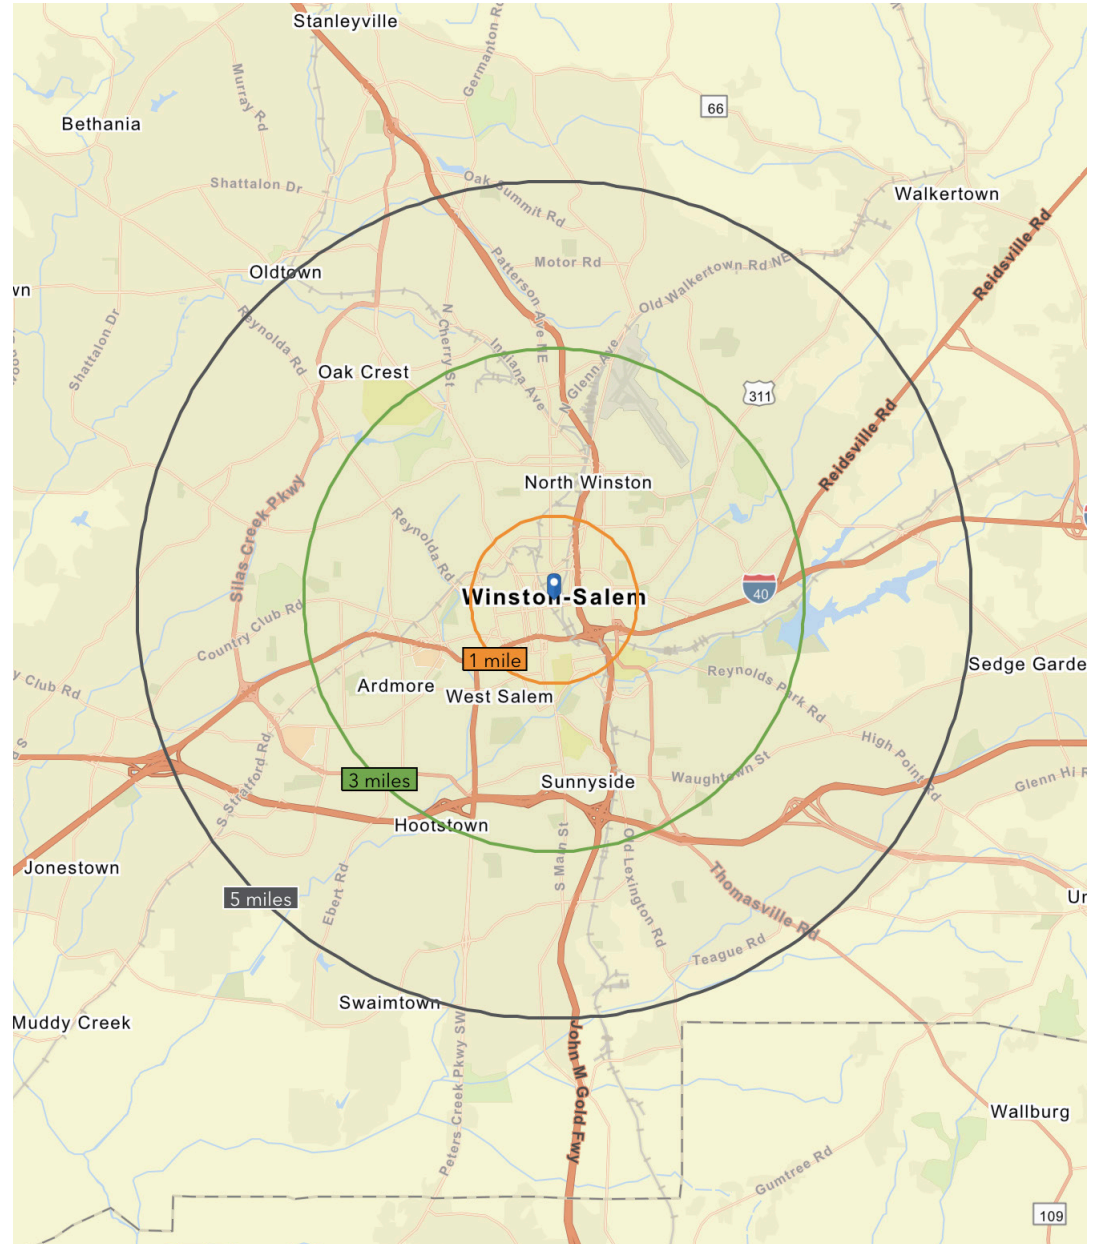 Stanleyville
Germanton Rd
Murray Rd
66
Bethania
Shattalon Dr
Oak Summit Rd
Walkertown
Reidsville Rd
Oldtown
Motor Rd
Patterson Ave NE
Old Walkertown Rd NE
wn
Shattalon Dr
Reynolda Rd
N Cherry St
Indiana Ave
N Glenn Ave
Oak Crest
311
Reidsville Rd
North Winston
Silas Creek Pkwy
Reynolda Rd
Winston-Salem
40
Country Club Rd
1 mile
Sedge Garde
y Club Rd
Ardmore
West Salem
Reynolds Park Rd
S Stratford Rd
High Point Rd
3 miles
Sunnyside
Waughtown St
Glenn Hi R
Hootstown
S Main St
Old Lexington Rd
Jonestown
Ebert Rd
Thomasville Rd
5 miles
Ur
Teague Rd
Swaimtown
Muddy Creek
Peters Creek Pkwy SW
John M Gold Fwy
Wallburg
Gumtree Rd
109